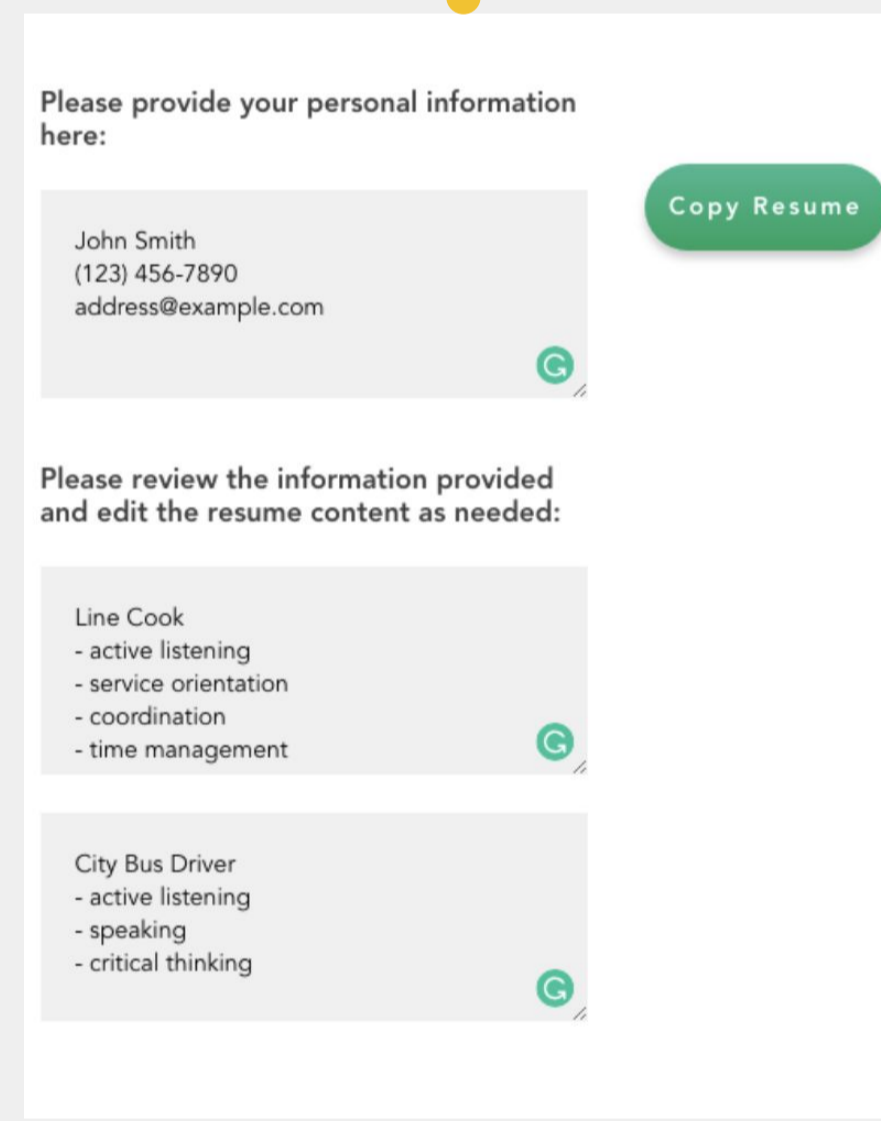 Please provide your personal information
here:
Copy Resume
John Smith
(123) 456-7890
address@example.com
Please review the information provided
and edit the resume content as needed:
Line Cook
- active listening
- service orientation
- coordination
- time management
City Bus Driver
- active listening
- speaking
- critical thinking